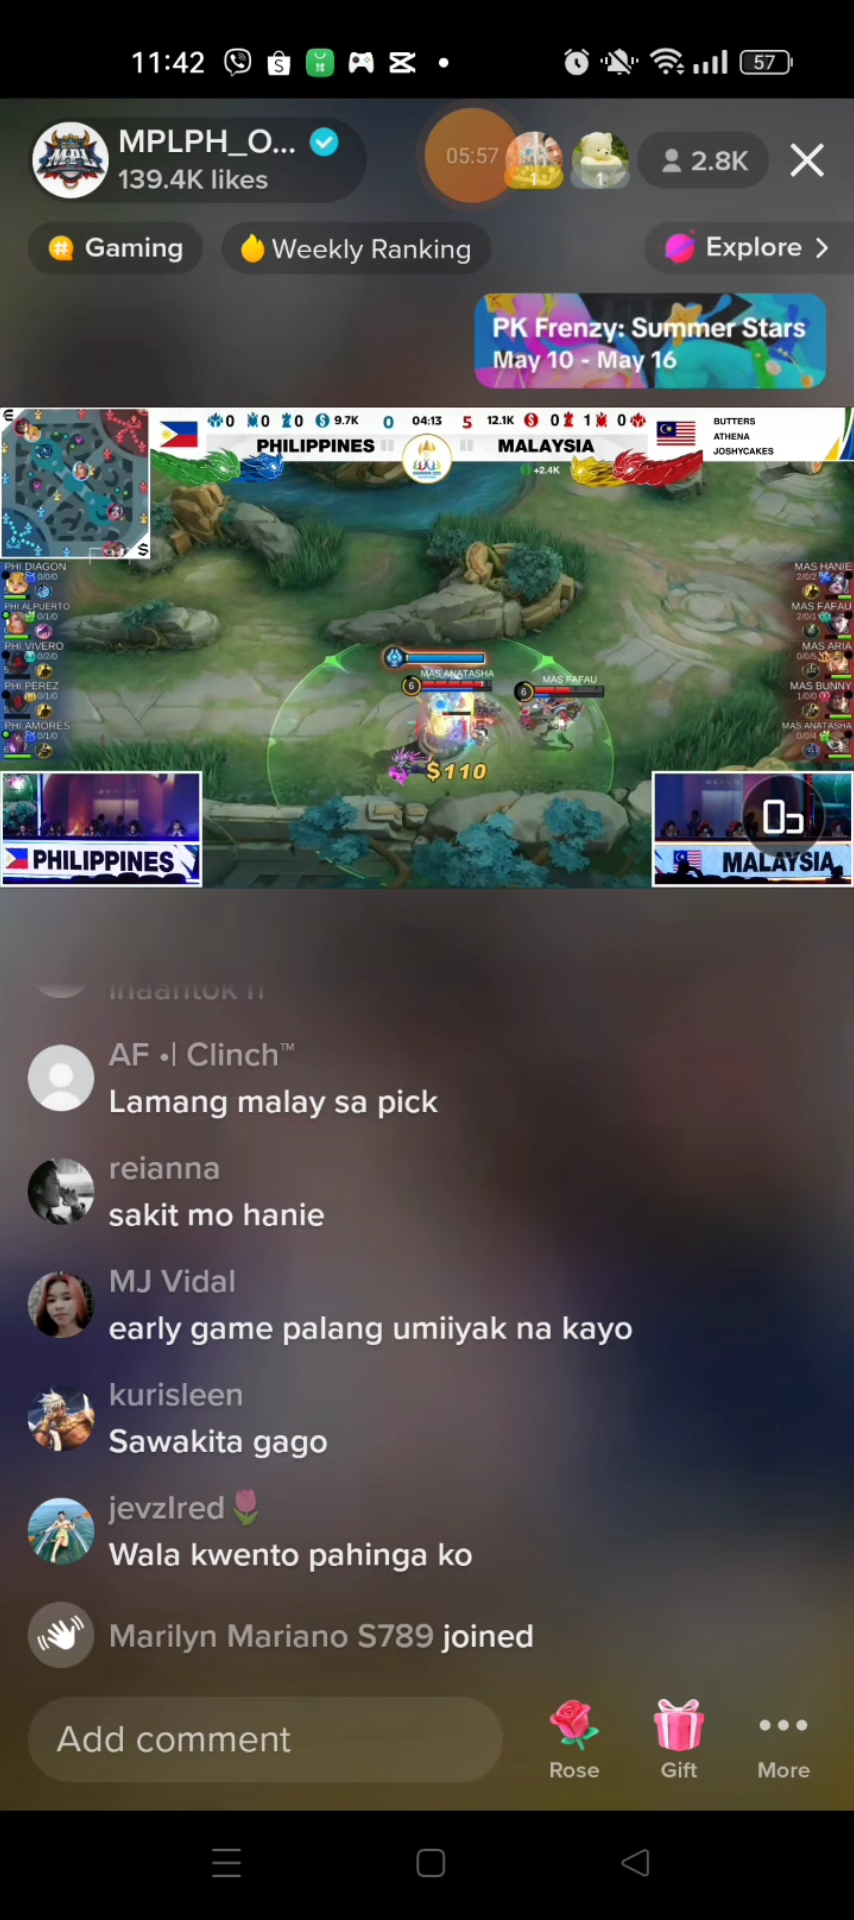 11:42
57
MPLPH_O...
139.4K likes
05:57
1
1
2.8K
Gaming
Weekly Ranking
Explore
PK Frenzy: Summer Stars
May 10 - May 16
0 0 0 9.7K 0 04:13 5 12.1K 0 1 0
PHILIPPINES
MALAYSIA
+2.4K
BUTTERS
ATHENA
JOSHYCAKES
PHI.DIAGON
0/0/0
PHI.ALPUERTO
0/1/0
PHI.VIVERO
0/2/0
PHI.PEREZ
0/1/0
PHI.AMORES
0/1/0
MAS HANIE
2/0/2
MAS FAFAU
2/0/1
MAS ARIA
0/0/5
MAS BUNNY
1/0/0
MAS ANATASHA
0/0/4
MAS ANATASHA
6
MAS FAFAU
6
$110
PHILIPPINES
MALAYSIA
inaantok n
AF •| Clinch™
Lamang malay sa pick
reianna
sakit mo hanie
MJ Vidal
early game palang umiiyak na kayo
kurisleen
Sawakita gago
jevzlred
Wala kwento pahinga ko
Marilyn Mariano S789 joined
Add comment
Rose
Gift
More